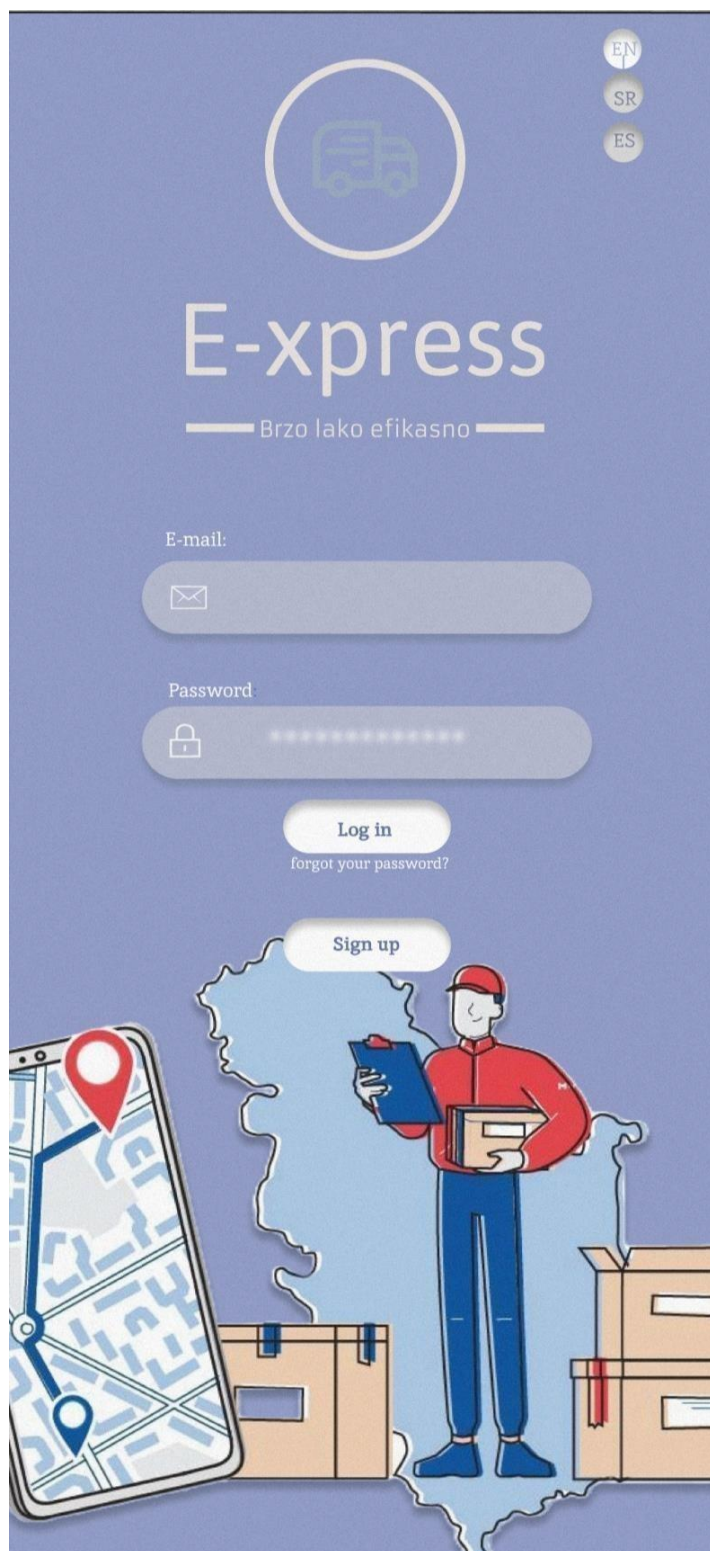 EN
SR
ES
E-xpress
Brzo lako efikasno
E-mail:
Password:
*************
Log in
forgot your password?
Sign up